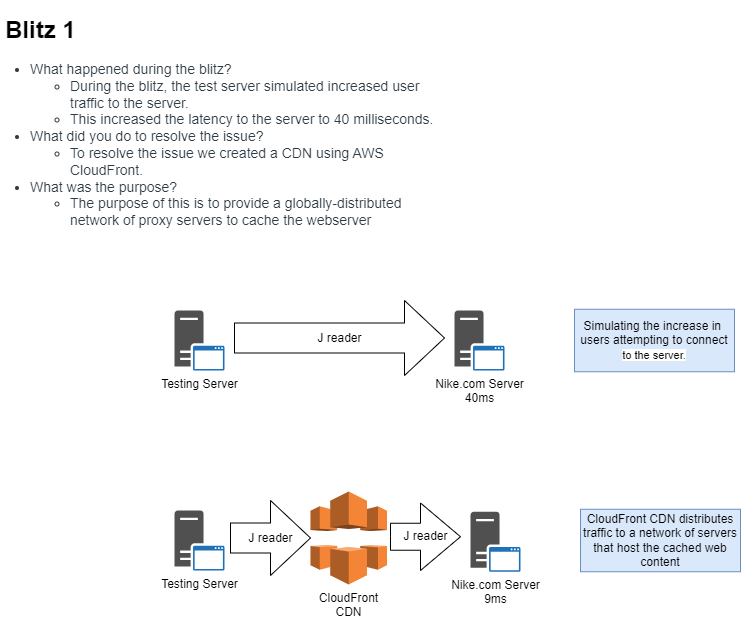 Blitz 1
• What happened during the blitz?
◦ During the blitz, the test server simulated increased user
traffic to the server.
◦ This increased the latency to the server to 40 milliseconds.
• What did you do to resolve the issue?
◦ To resolve the issue we created a CDN using AWS
CloudFront.
• What was the purpose?
◦ The purpose of this is to provide a globally-distributed
network of proxy servers to cache the webserver
J reader
Testing Server
Nike.com Server
40ms
Simulating the increase in
users attempting to connect
to the server.
J reader
J reader
Testing Server
CloudFront
CDN
Nike.com Server
9ms
CloudFront CDN distributes
traffic to a network of servers
that host the cached web
content